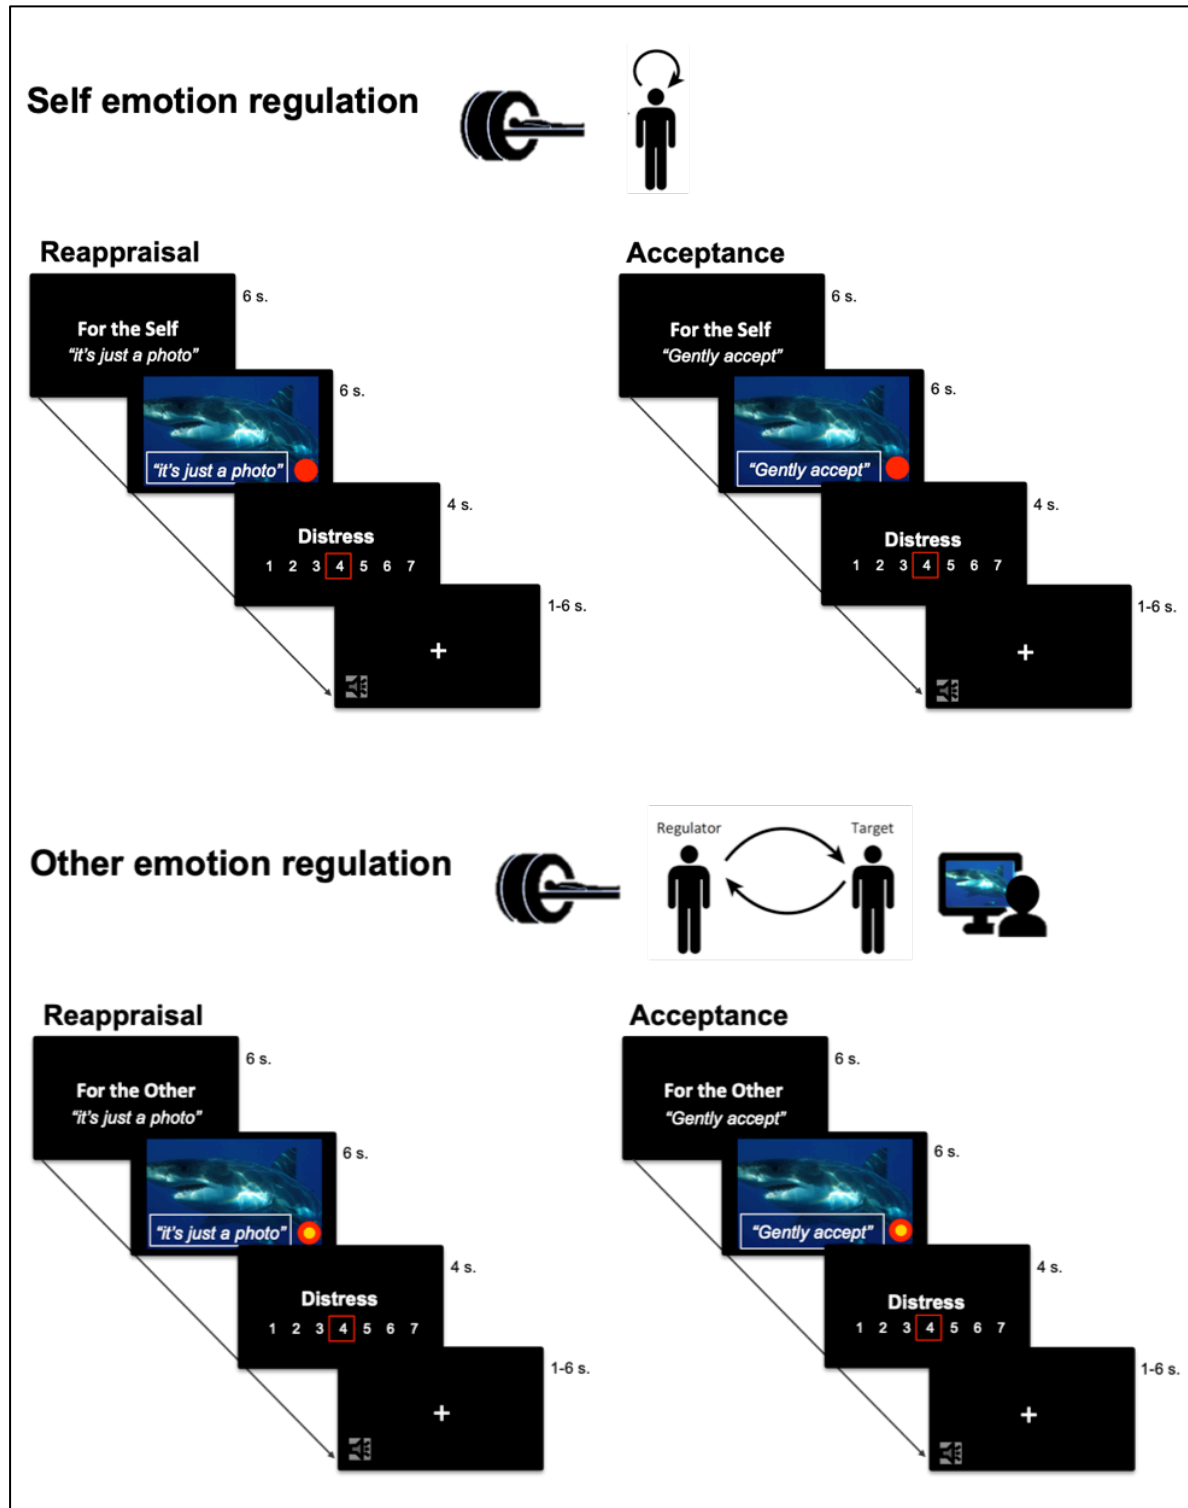 Self emotion regulation
Reappraisal
6 s.
For the Self
“it’s just a photo”
6 s.
“it’s just a photo”
4 s.
Distress
1 2 3 4 5 6 7
1-6 s.
+
Acceptance
6 s.
For the Self
“Gently accept”
6 s.
“Gently accept”
4 s.
Distress
1 2 3 4 5 6 7
1-6 s.
+
Other emotion regulation
Regulator
Target
Reappraisal
6 s.
For the Other
“it’s just a photo”
6 s.
“it’s just a photo”
4 s.
Distress
1 2 3 4 5 6 7
1-6 s.
+
Acceptance
6 s.
For the Other
“Gently accept”
6 s.
“Gently accept”
4 s.
Distress
1 2 3 4 5 6 7
1-6 s.
+